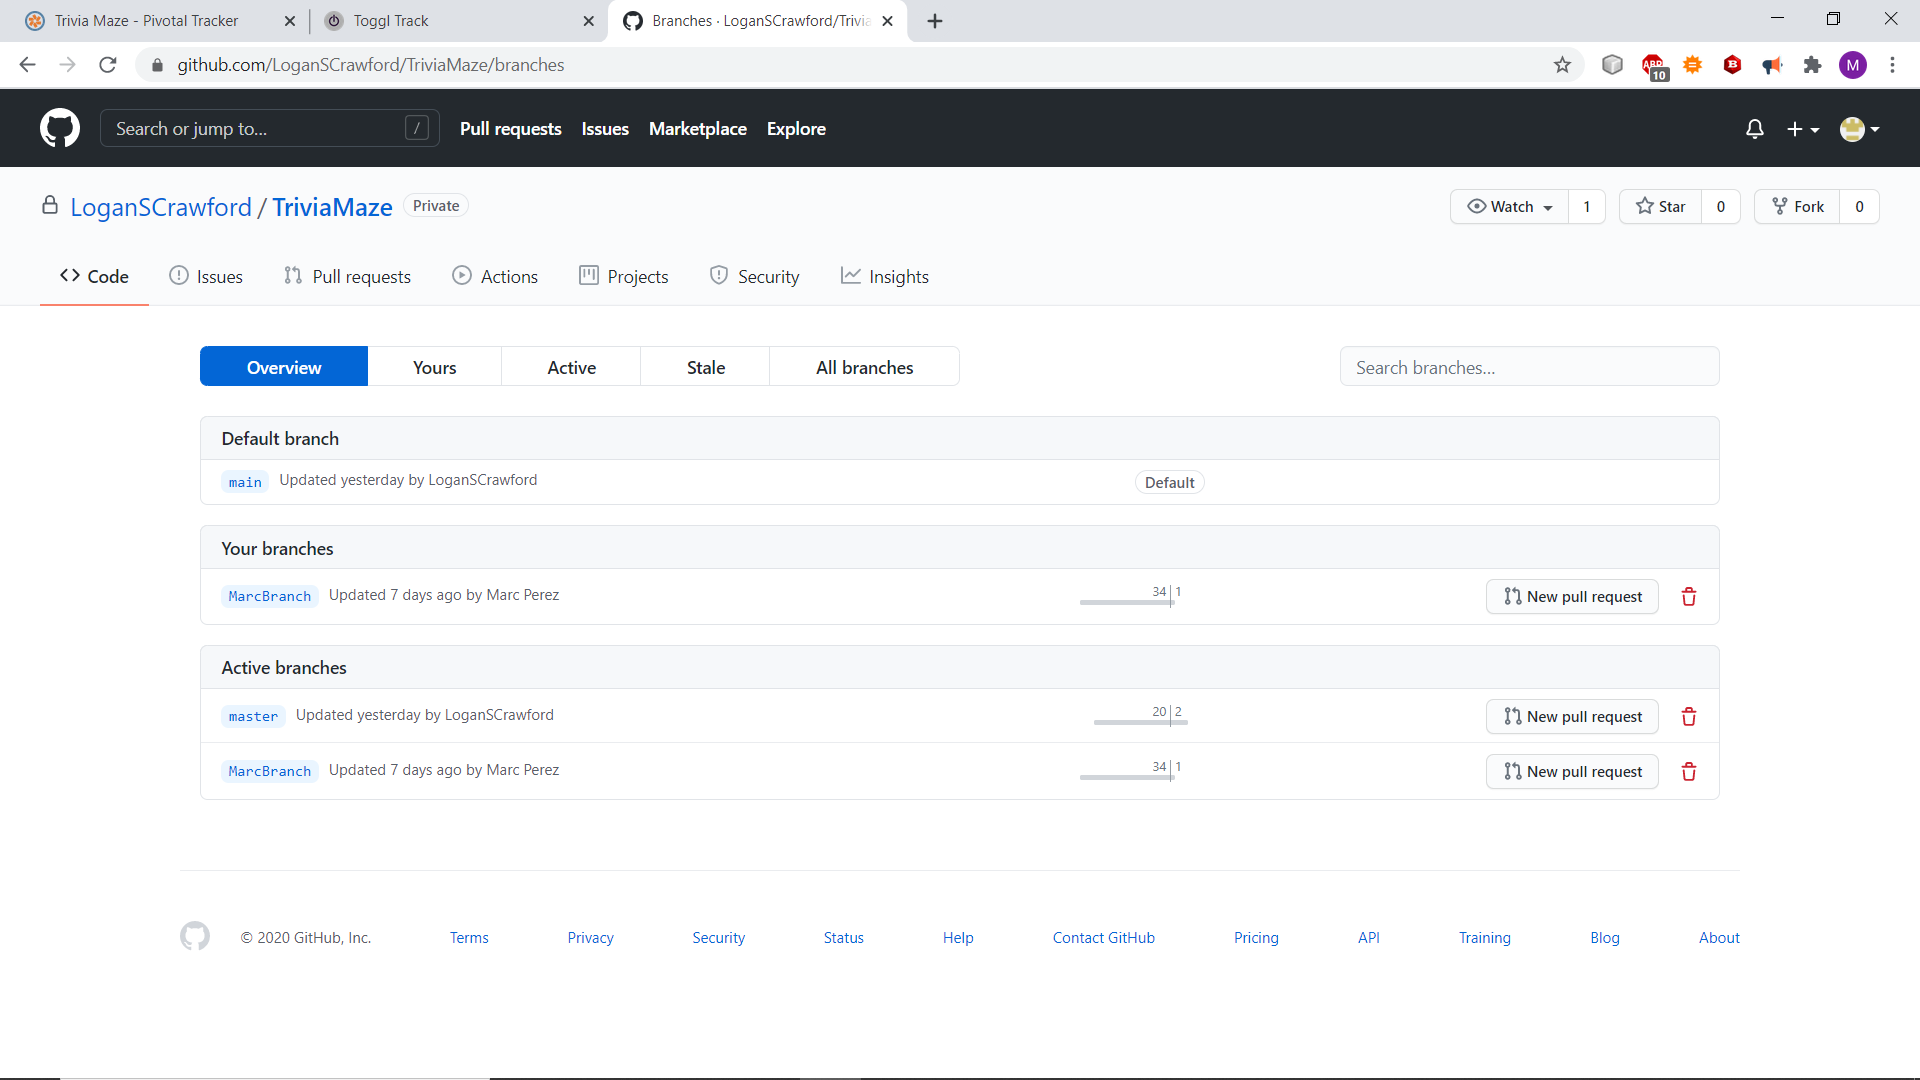 Trivia Maze - Pivotal Tracker
Toggl Track
Branches · LoganSCrawford/Trivia
github.com/LoganSCrawford/TriviaMaze/branches
ABP
10
B
M
Search or jump to...
/
Pull requests
Issues
Marketplace
Explore
LoganSCrawford / TriviaMaze
Private
Watch
1
Star
0
Fork
0
Code
Issues
Pull requests
Actions
Projects
Security
Insights
Overview
Yours
Active
Stale
All branches
Search branches...
Default branch
main Updated yesterday by LoganSCrawford
Default
Your branches
MarcBranch Updated 7 days ago by Marc Perez
34 | 1
New pull request
Active branches
master Updated yesterday by LoganSCrawford
20 | 2
New pull request
MarcBranch Updated 7 days ago by Marc Perez
34 | 1
New pull request
© 2020 GitHub, Inc.
Terms
Privacy
Security
Status
Help
Contact GitHub
Pricing
API
Training
Blog
About